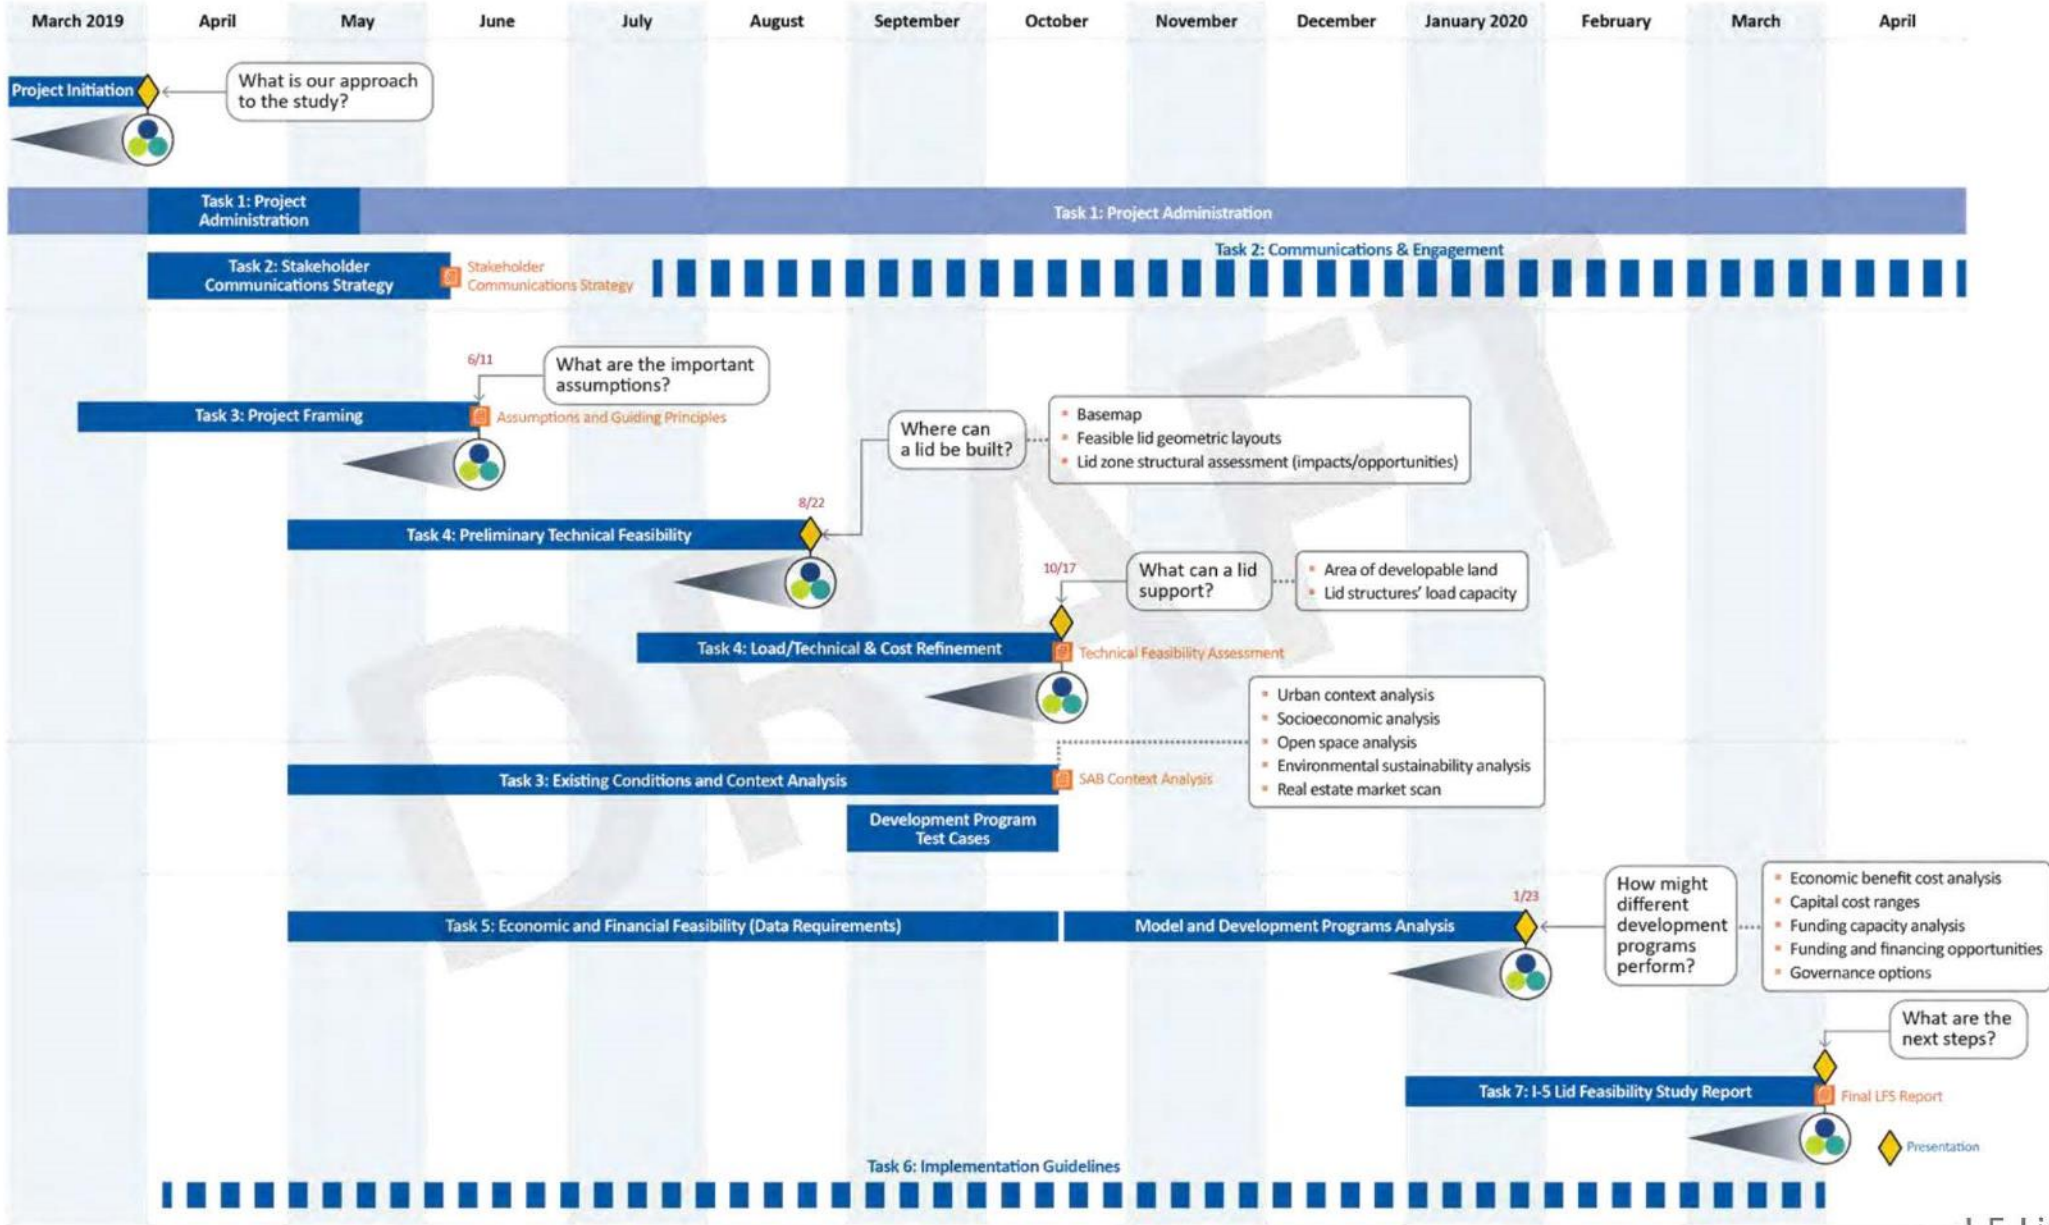 March 2019 April May June July August September October November December January 2020 February March April
Project Initiation
What is our approach
to the study?
Task 1: Project
Administration
Task 1: Project Administration
Task 2: Communications & Engagement
Task 2: Stakeholder
Communications Strategy
Stakeholder
Communications Strategy
6/11
What are the important
assumptions?
Task 3: Project Framing
Assumptions and Guiding Principles
Where can
a lid be built?
Basemap
Feasible lid geometric layouts
Lid zone structural assessment (impacts/opportunities)
8/22
Task 4: Preliminary Technical Feasibility
10/17
What can a lid
support?
Area of developable land
Lid structures' load capacity
Task 4: Load/Technical & Cost Refinement
Technical Feasibility Assessment
Urban context analysis
Socioeconomic analysis
Open space analysis
Environmental sustainability analysis
Real estate market scan
Task 3: Existing Conditions and Context Analysis
SAB Context Analysis
Development Program
Test Cases
DRAFT
Task 5: Economic and Financial Feasibility (Data Requirements)
Model and Development Programs Analysis
1/23
How might
different
development
programs
perform?
Economic benefit cost analysis
Capital cost ranges
Funding capacity analysis
Funding and financing opportunities
Governance options
What are the
next steps?
Task 7: I-5 Lid Feasibility Study Report
Final LFS Report
Presentation
Task 6: Implementation Guidelines